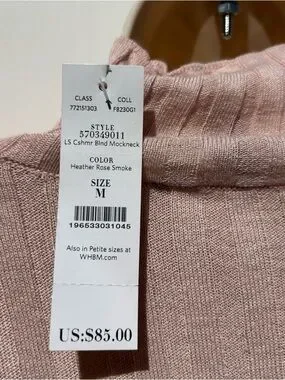 CLASS COLL
772151303 F8230G1
STYLE
570349011
LS Cshmr Blnd Mockneck
COLOR
Heather Rose Smoke
SIZE
M
196533031045
Also in Petite sizes at
WHBM.com
US:$85.00